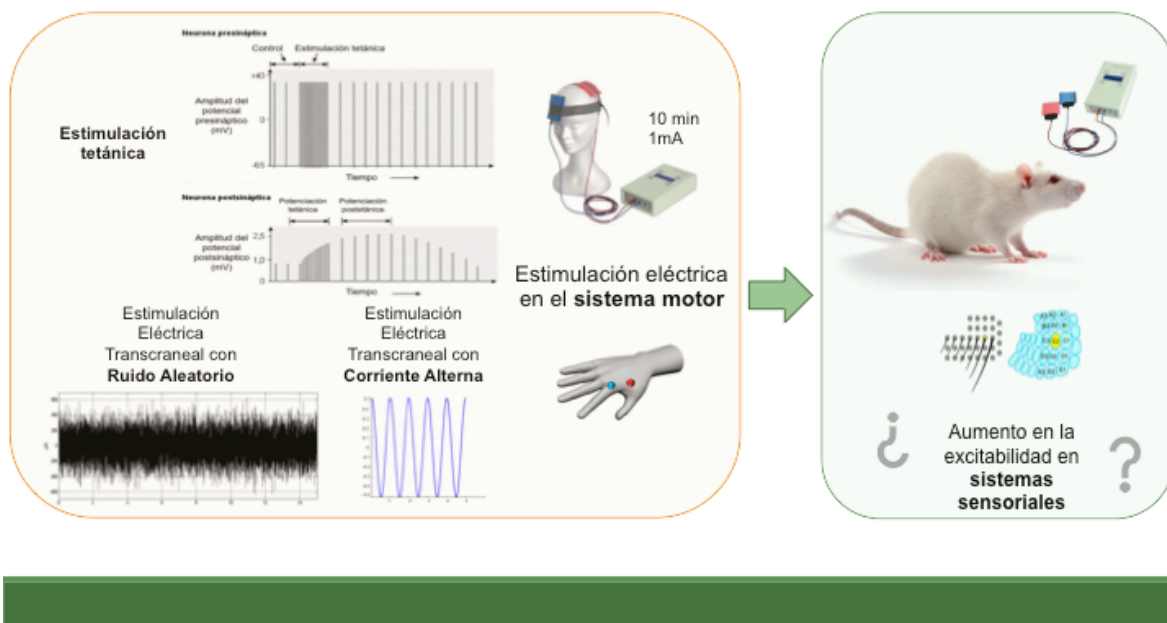 Neurona presináptica
Control
Estimulación tetánica
+40
Amplitud del
potencial
presináptico
(mV)
0
-65
Tiempo
Estimulación
tetánica
Neurona postsináptica
Potenciación
tetánica
Potenciación
postetánica
Amplitud del
potencial
postsináptico
(mV)
2,5
1,0
0
Tiempo
10 min
1mA
Estimulación eléctrica
en el sistema motor
Estimulación
Eléctrica
Transcraneal con
Ruido Aleatorio
Estimulación
Eléctrica
Transcraneal con
Corriente Alterna
¿
Aumento en la
excitabilidad en
sistemas
sensoriales
?